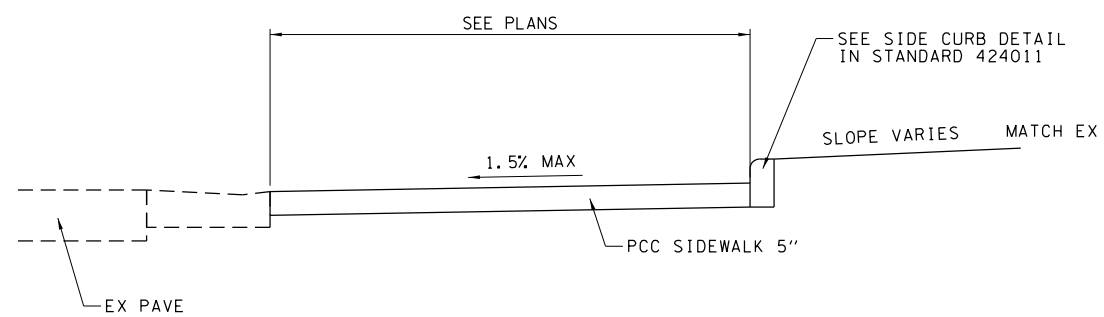 SEE PLANS
SEE SIDE CURB DETAIL
IN STANDARD 424011
SLOPE VARIES
MATCH EX
1.5% MAX
PCC SIDEWALK 5"
EX PAVE